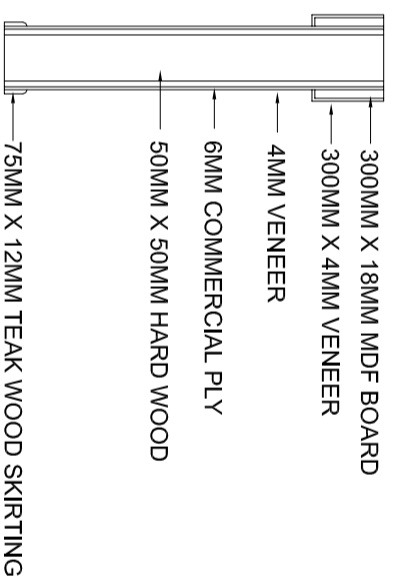 300MM X 18MM MDF BOARD
300MM X 4MM VENEER
4MM VENEER
6MM COMMERCIAL PLY
50MM X 50MM HARD WOOD
75MM X 12MM TEAK WOOD SKIRTING